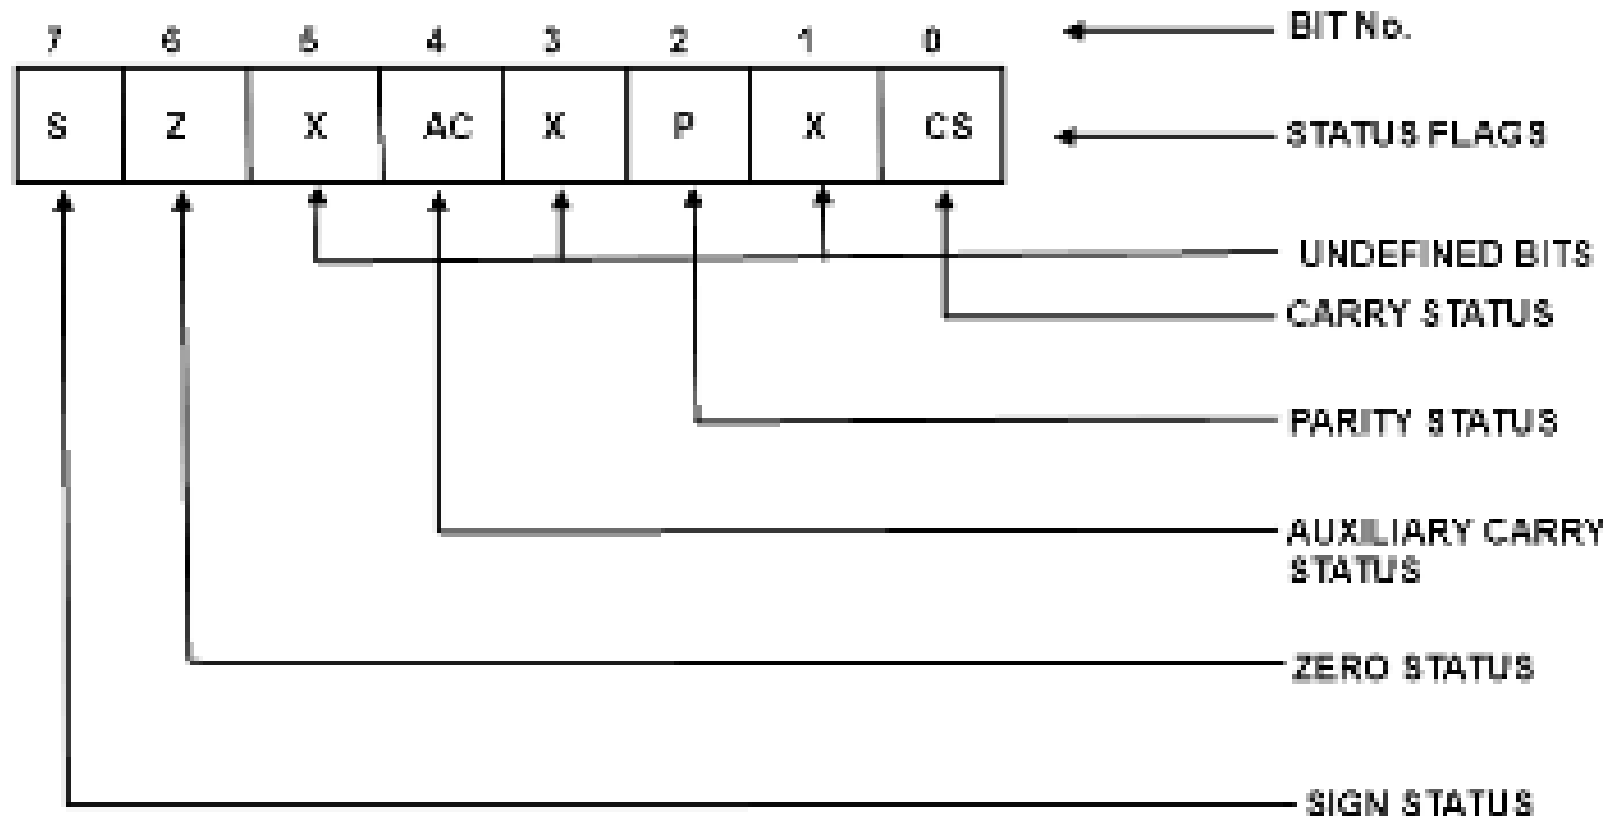 7 6 5 4 3 2 1 0
BIT No.
S Z X AC X P X CS
STATUS FLAGS
UNDEFINED BITS
CARRY STATUS
PARITY STATUS
AUXILIARY CARRY
STATUS
ZERO STATUS
SIGN STATUS